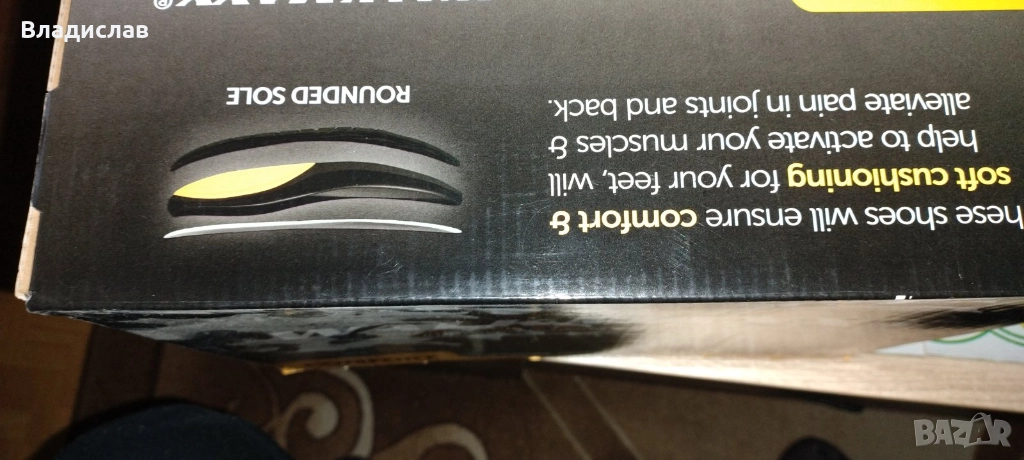 Владислав
hese shoes will ensure comfort &
soft cushioning for your feet, will
help to activate your muscles &
alleviate pain in joints and back.
ROUNDED SOLE
BAZAR